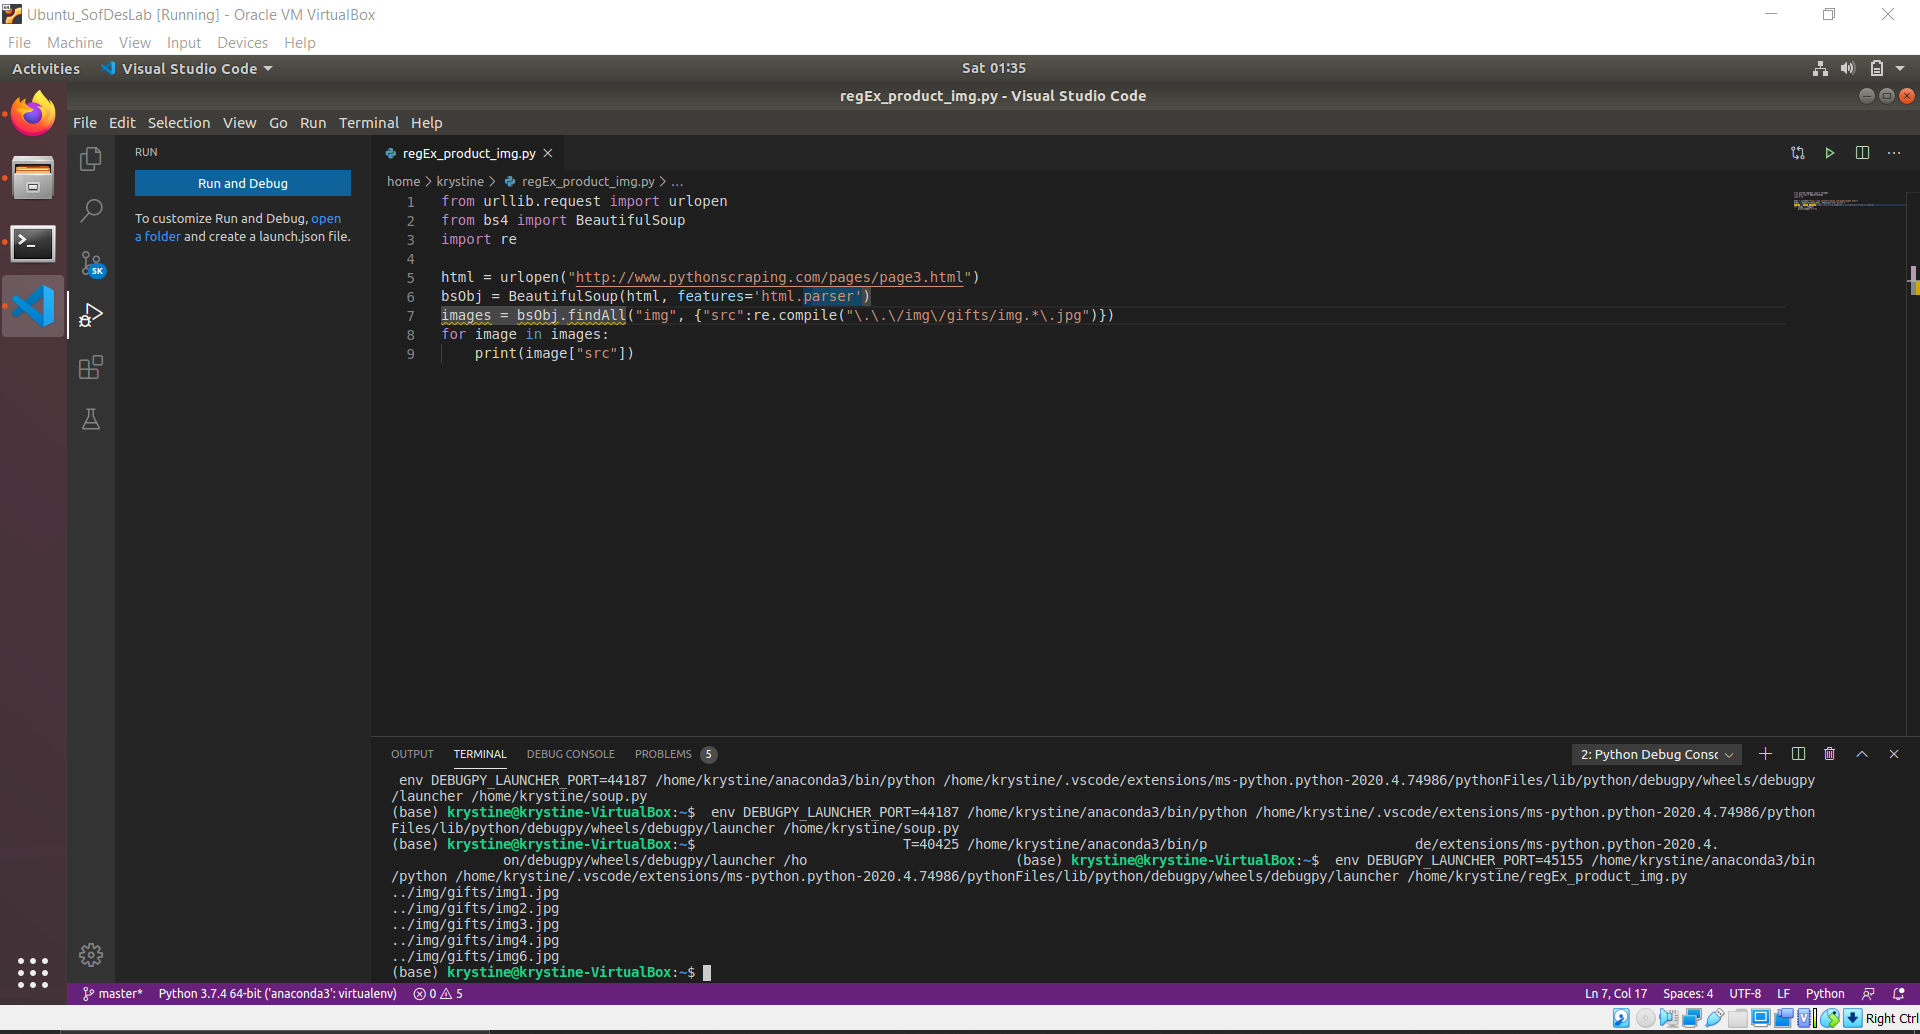 Ubuntu_SofDesLab [Running] - Oracle VM VirtualBox
File Machine View Input Devices Help
Activities Visual Studio Code Sat 01:35
regEx_product_img.py - Visual Studio Code
File Edit Selection View Go Run Terminal Help
RUN
Run and Debug
To customize Run and Debug, open
a folder and create a launch.json file.
5K
regEx_product_img.py
home > krystine > regEx_product_img.py > ...
1 from urllib.request import urlopen
2 from bs4 import BeautifulSoup
3 import re
4
5 html = urlopen("http://www.pythonscraping.com/pages/page3.html")
6 bsObj = BeautifulSoup(html, features='html.parser')
7 images = bsObj.findAll("img", {"src":re.compile("\.\.\/img\/gifts/img.*\.jpg")})
8 for image in images:
9     print(image["src"])
OUTPUT TERMINAL DEBUG CONSOLE PROBLEMS 5 2: Python Debug Consc
env DEBUGPY_LAUNCHER_PORT=44187 /home/krystine/anaconda3/bin/python /home/krystine/.vscode/extensions/ms-python.python-2020.4.74986/pythonFiles/lib/python/debugpy/wheels/debugpy
/launcher /home/krystine/soup.py
(base) krystine@krystine-VirtualBox:~$  env DEBUGPY_LAUNCHER_PORT=44187 /home/krystine/anaconda3/bin/python /home/krystine/.vscode/extensions/ms-python.python-2020.4.74986/python
Files/lib/python/debugpy/wheels/debugpy/launcher /home/krystine/soup.py
(base) krystine@krystine-VirtualBox:~$ T=40425 /home/krystine/anaconda3/bin/p de/extensions/ms-python.python-2020.4.
on/debugpy/wheels/debugpy/launcher /ho (base) krystine@krystine-VirtualBox:~$  env DEBUGPY_LAUNCHER_PORT=45155 /home/krystine/anaconda3/bin
/python /home/krystine/.vscode/extensions/ms-python.python-2020.4.74986/pythonFiles/lib/python/debugpy/wheels/debugpy/launcher /home/krystine/regEx_product_img.py
../img/gifts/img1.jpg
../img/gifts/img2.jpg
../img/gifts/img3.jpg
../img/gifts/img4.jpg
../img/gifts/img6.jpg
(base) krystine@krystine-VirtualBox:~$
master* Python 3.7.4 64-bit ('anaconda3': virtualenv) 0 5 Ln 7, Col 17 Spaces: 4 UTF-8 LF Python
Right Ctrl